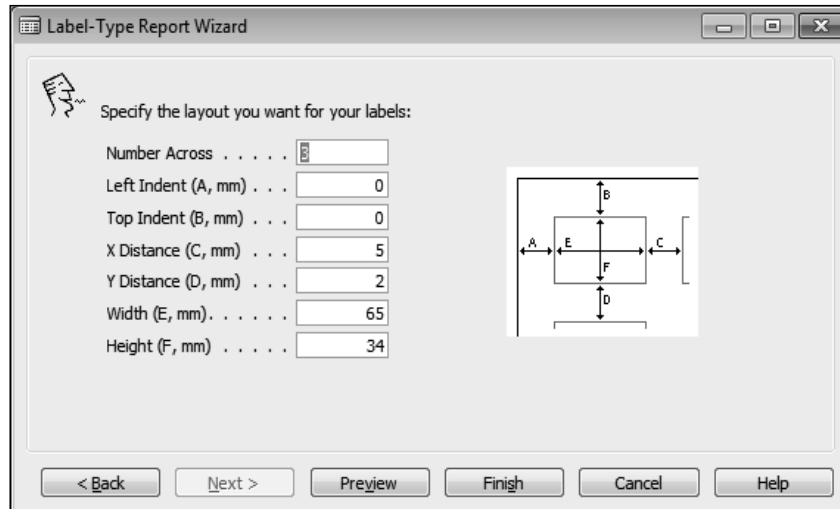 Label-Type Report Wizard
Specify the layout you want for your labels:
Number Across . . . . . 3
Left Indent (A, mm) . . . 0
Top Indent (B, mm) . . . 0
X Distance (C, mm) . . . 5
Y Distance (D, mm) . . . 2
Width (E, mm). . . . . . 65
Height (F, mm) . . . . . 34
B
A E C
F
D
< Back Next > Preview Finish Cancel Help